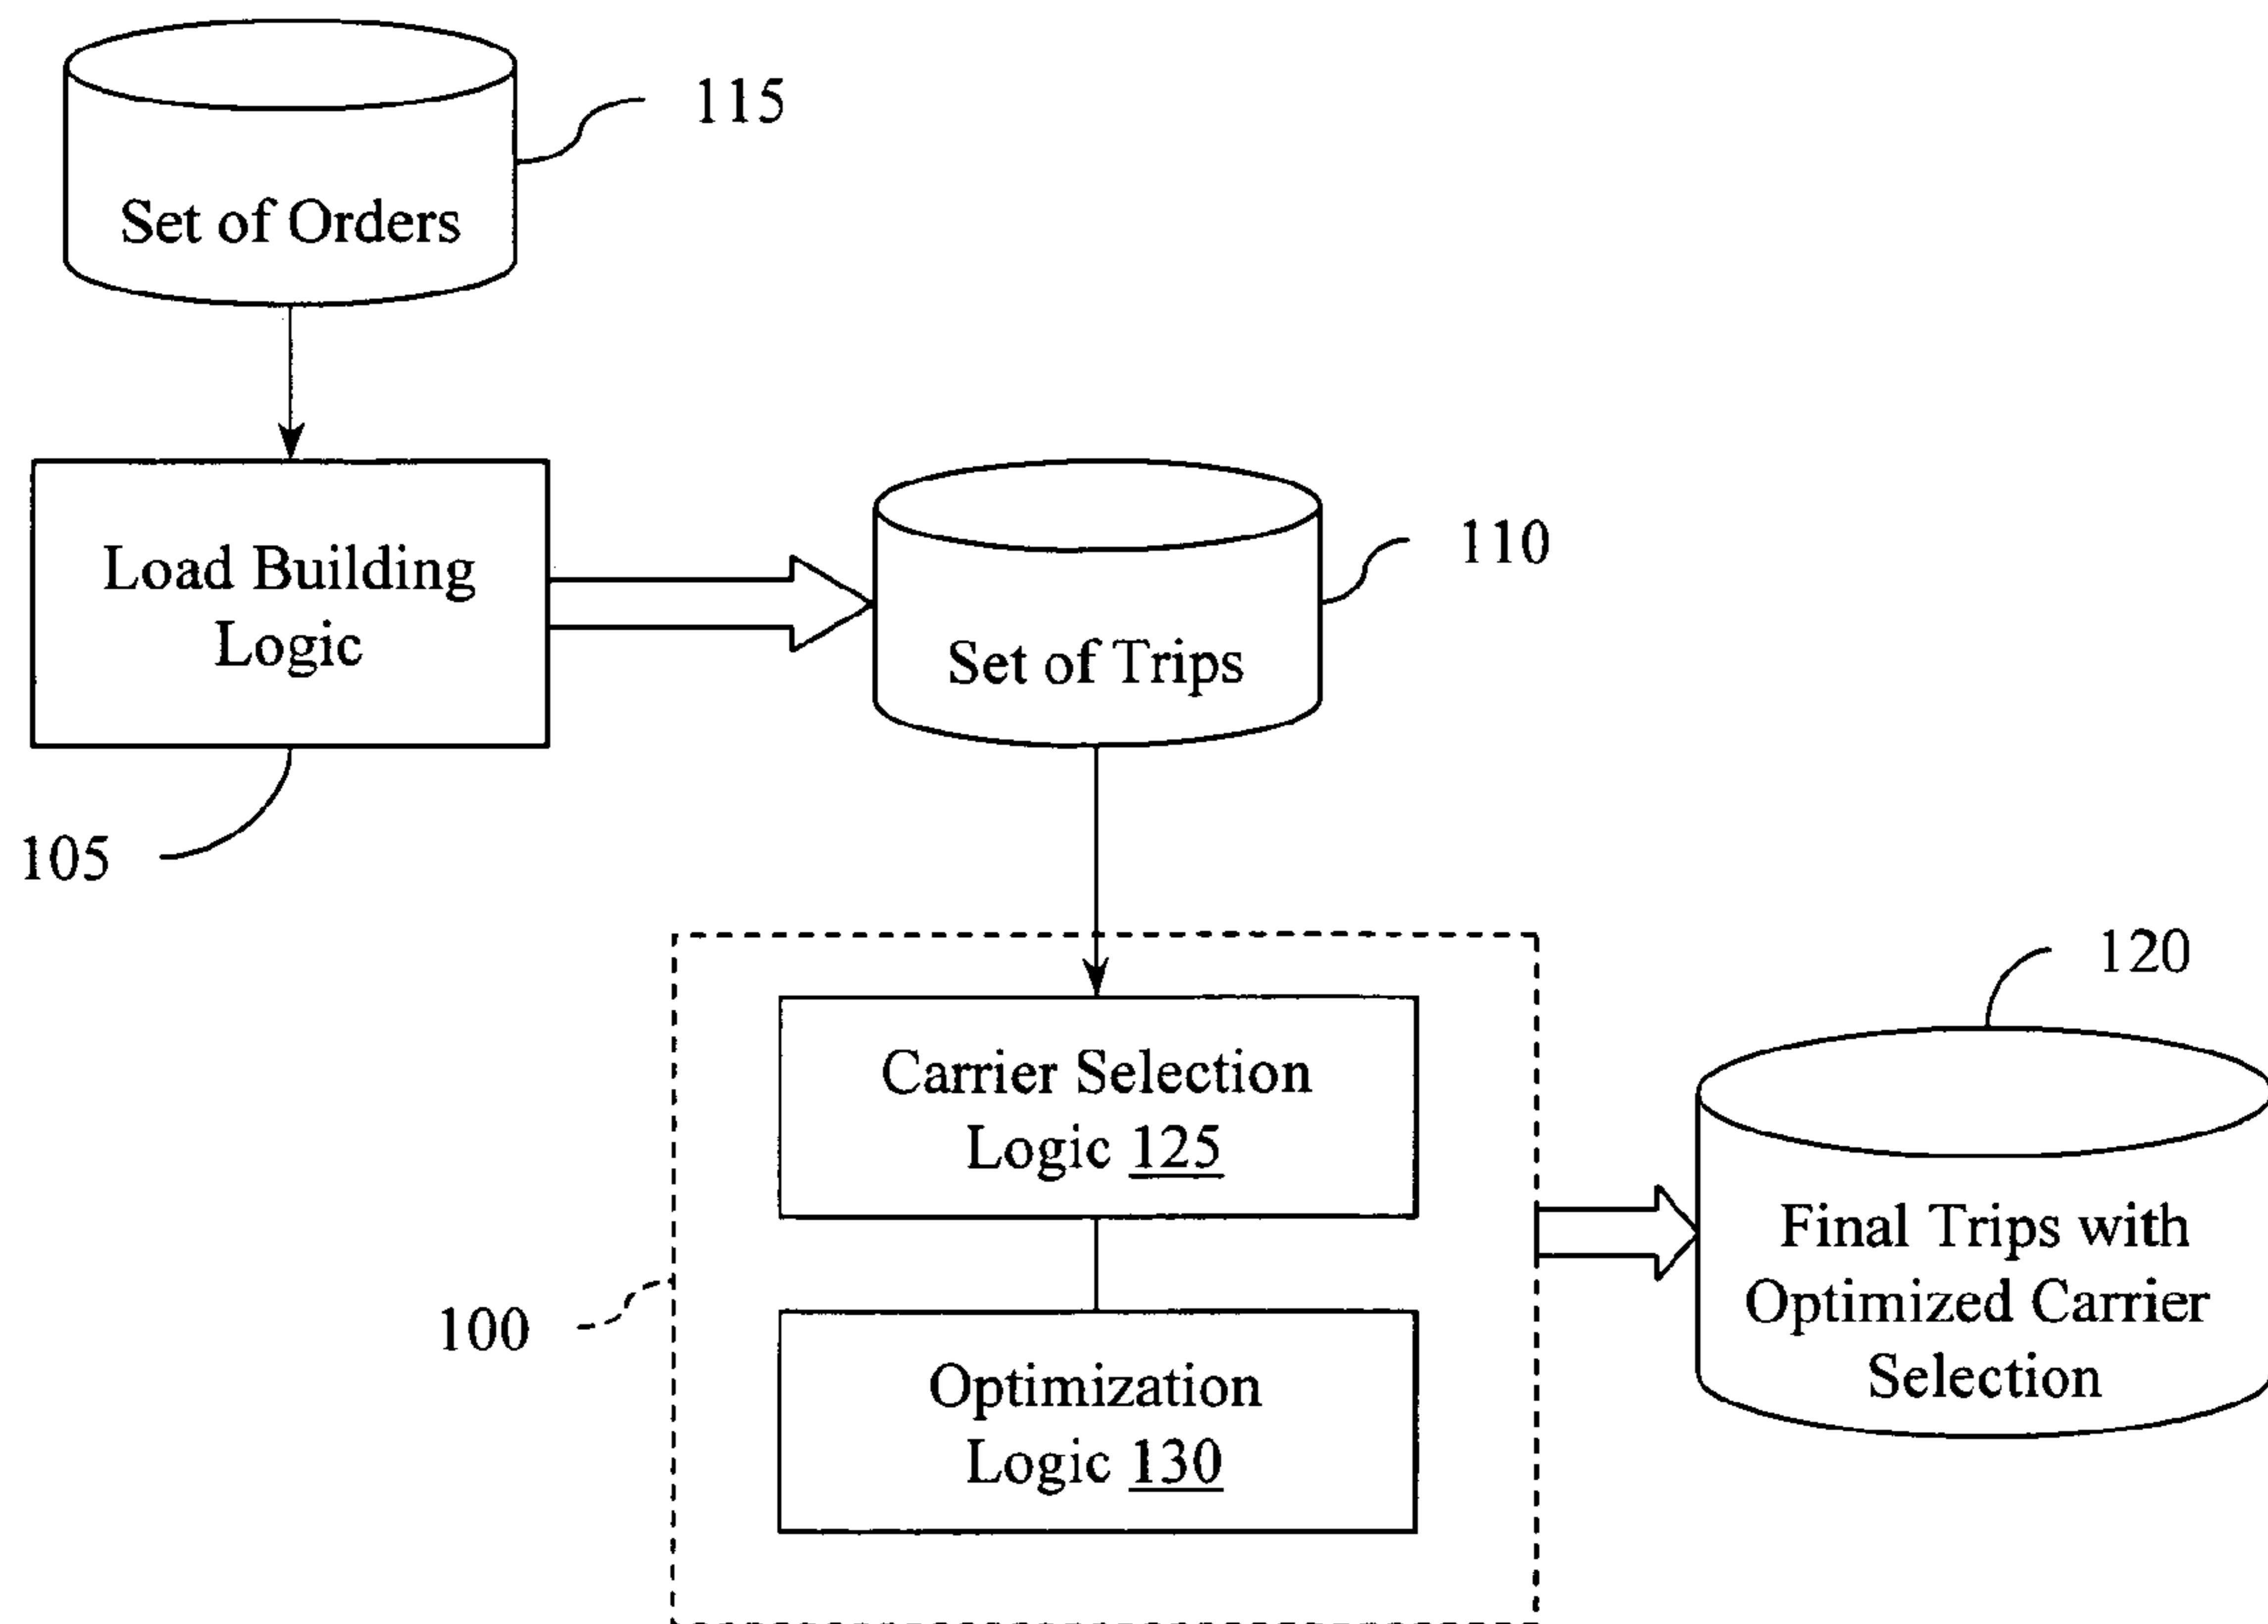 115
Set of Orders
Load Building
Logic
110
Set of Trips
105
120
Carrier Selection
Logic 125
Final Trips with
Optimized Carrier
Selection
100
Optimization
Logic 130